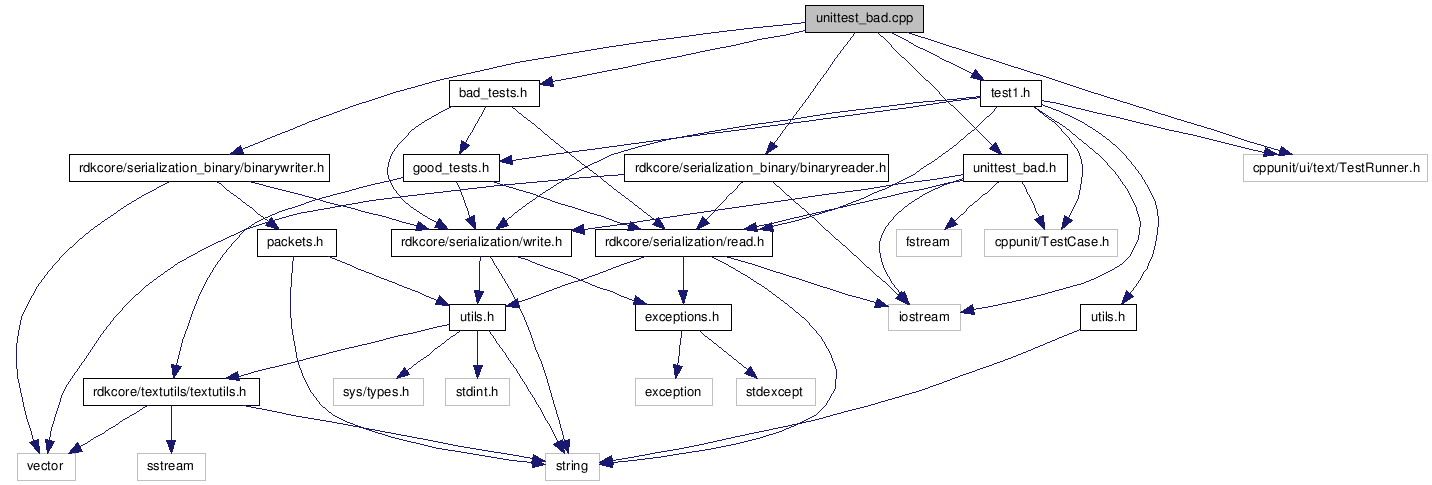 unittest_bad.cpp
bad_tests.h
test1.h
rdkcore/serialization_binary/binarywriter.h
good_tests.h
rdkcore/serialization_binary/binaryreader.h
unittest_bad.h
cppunit/ui/text/TestRunner.h
packets.h
rdkcore/serialization/write.h
rdkcore/serialization/read.h
fstream
cppunit/TestCase.h
utils.h
exceptions.h
iostream
utils.h
rdkcore/textutils/textutils.h
sys/types.h
stdint.h
exception
stdexcept
vector
sstream
string